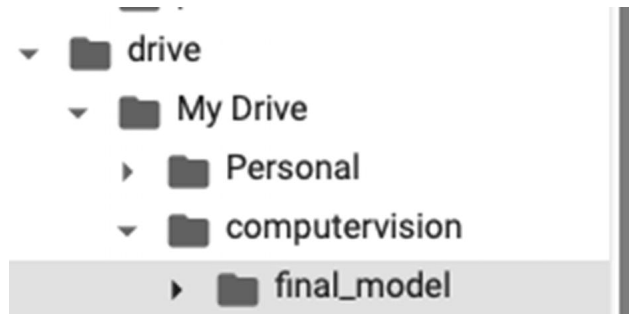 drive
My Drive
Personal
computervision
final_model